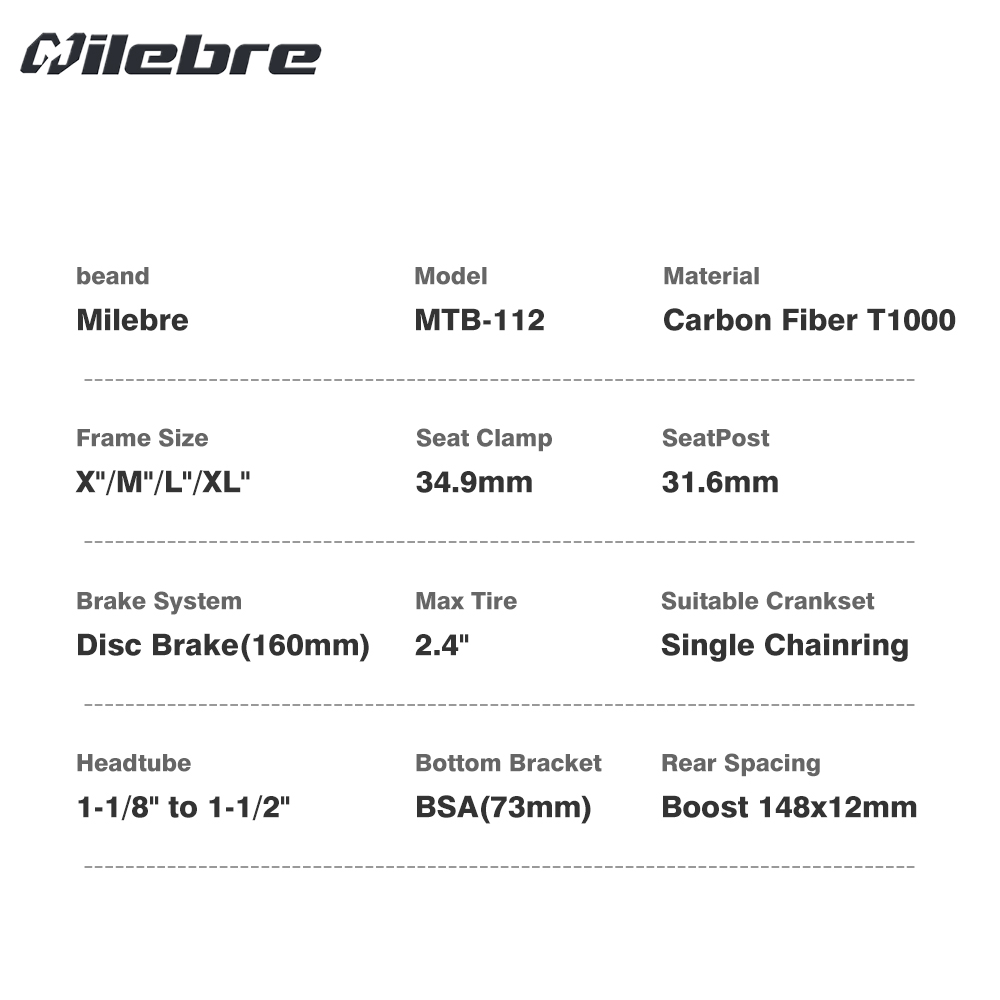 Milebre
beand Model Material
Milebre MTB-112 Carbon Fiber T1000
Frame Size Seat Clamp SeatPost
X"/M"/L"/XL" 34.9mm 31.6mm
Brake System Max Tire Suitable Crankset
Disc Brake(160mm) 2.4" Single Chainring
Headtube Bottom Bracket Rear Spacing
1-1/8" to 1-1/2" BSA(73mm) Boost 148x12mm